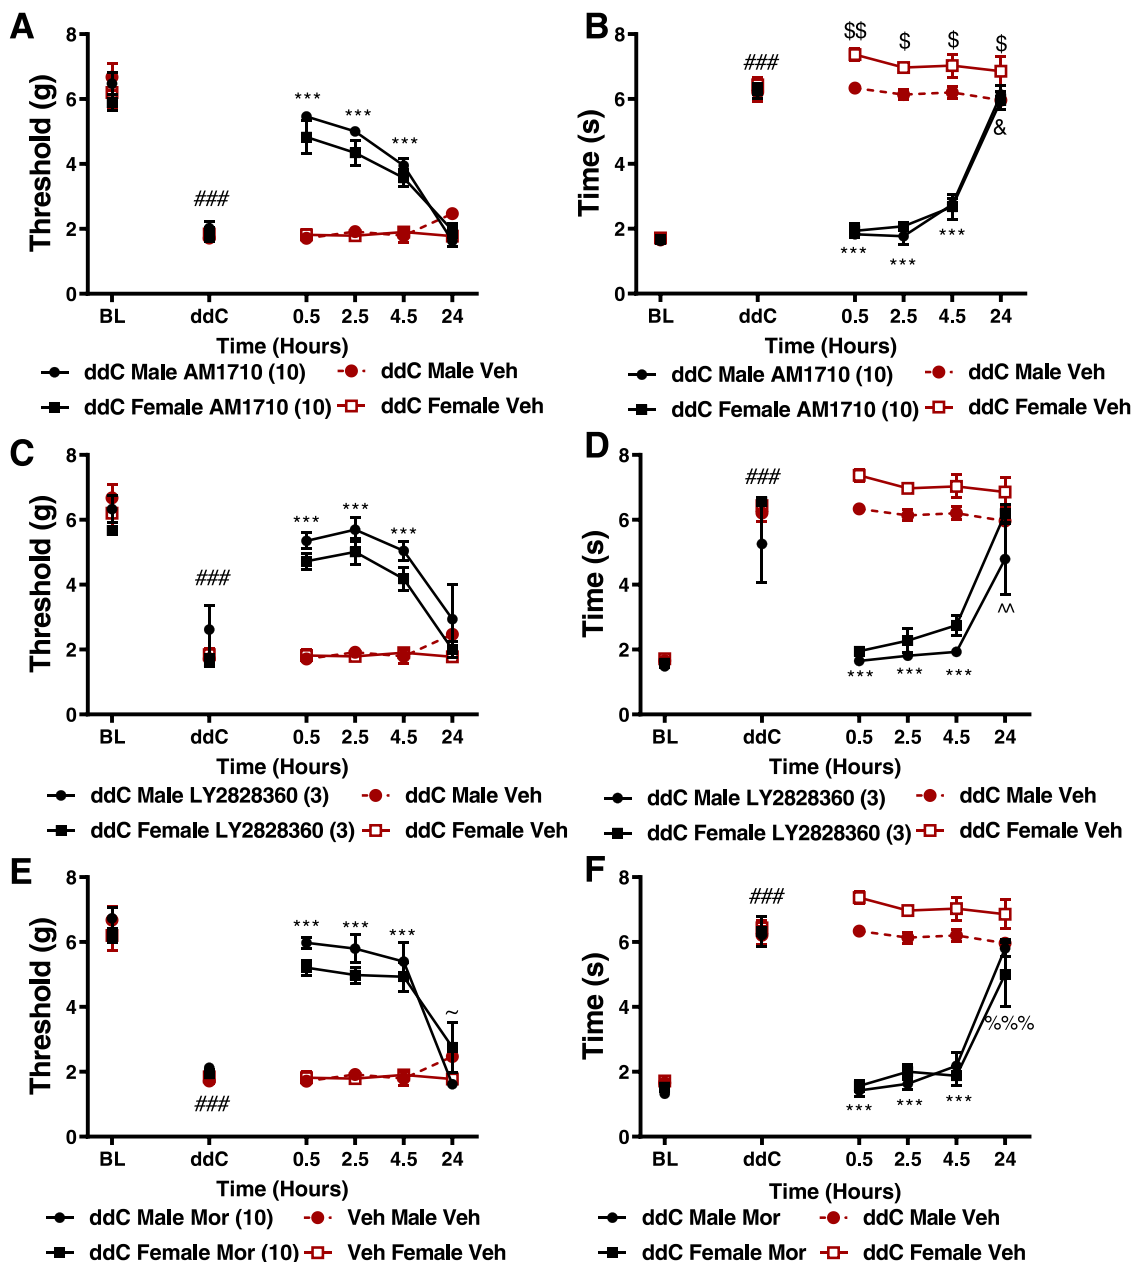 A
B
8
6
4
2
0
Threshold (g)
###
***
***
***
BL
ddC
0.5
2.5
4.5
24
Time (Hours)
ddC Male AM1710 (10)
ddC Male Veh
ddC Female AM1710 (10)
ddC Female Veh
8
6
4
2
0
Time (s)
###
$$
$
$
$
&
***
***
***
BL
ddC
0.5
2.5
4.5
24
Time (Hours)
ddC Male AM1710 (10)
ddC Male Veh
ddC Female AM1710 (10)
ddC Female Veh
C
D
8
6
4
2
0
Threshold (g)
###
***
***
***
BL
ddC
0.5
2.5
4.5
24
Time (Hours)
ddC Male LY2828360 (3)
ddC Male Veh
ddC Female LY2828360 (3)
ddC Female Veh
8
6
4
2
0
Time (s)
###
^^
***
***
***
BL
ddC
0.5
2.5
4.5
24
Time (Hours)
ddC Male LY2828360 (3)
ddC Male Veh
ddC Female LY2828360 (3)
ddC Female Veh
E
F
8
6
4
2
0
Threshold (g)
***
***
***
~
###
BL
ddC
0.5
2.5
4.5
24
Time (Hours)
ddC Male Mor (10)
Veh Male Veh
ddC Female Mor (10)
Veh Female Veh
8
6
4
2
0
Time (s)
###
%%%
***
***
***
BL
ddC
0.5
2.5
4.5
24
Time (Hours)
ddC Male Mor
ddC Male Veh
ddC Female Mor
ddC Female Veh